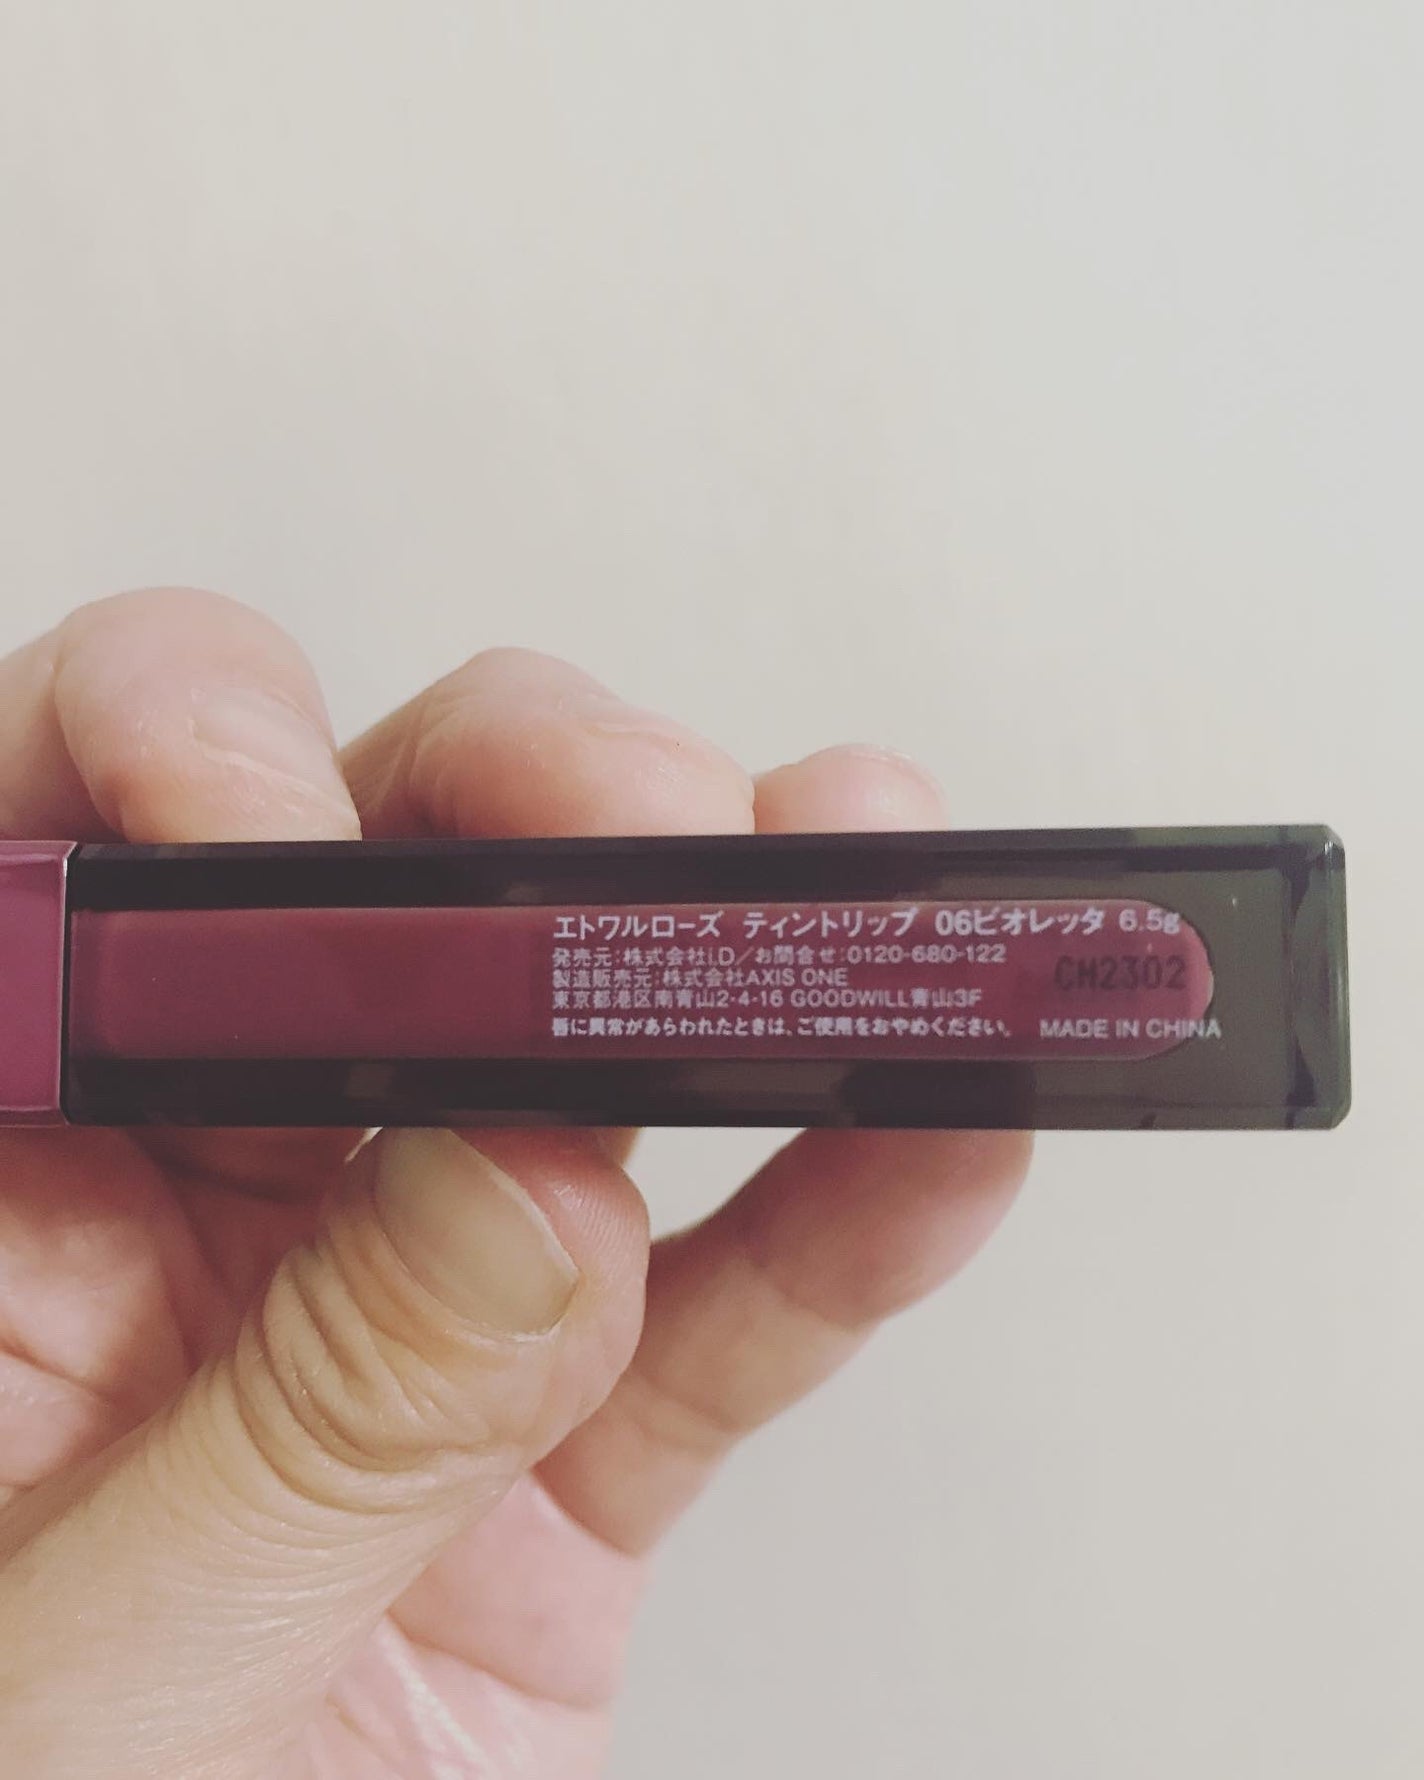 エトワルローズ ティントリップ 06ビオレッタ 6.5g
発売元:株式会社I.D/お問合せ:0120-680-122
製造販売元:株式会社AXIS ONE
東京都港区南青山2-4-16 GOODWILL青山3F
CH2302
唇に異常があらわれたときは、ご使用をおやめください。 MADE IN CHINA